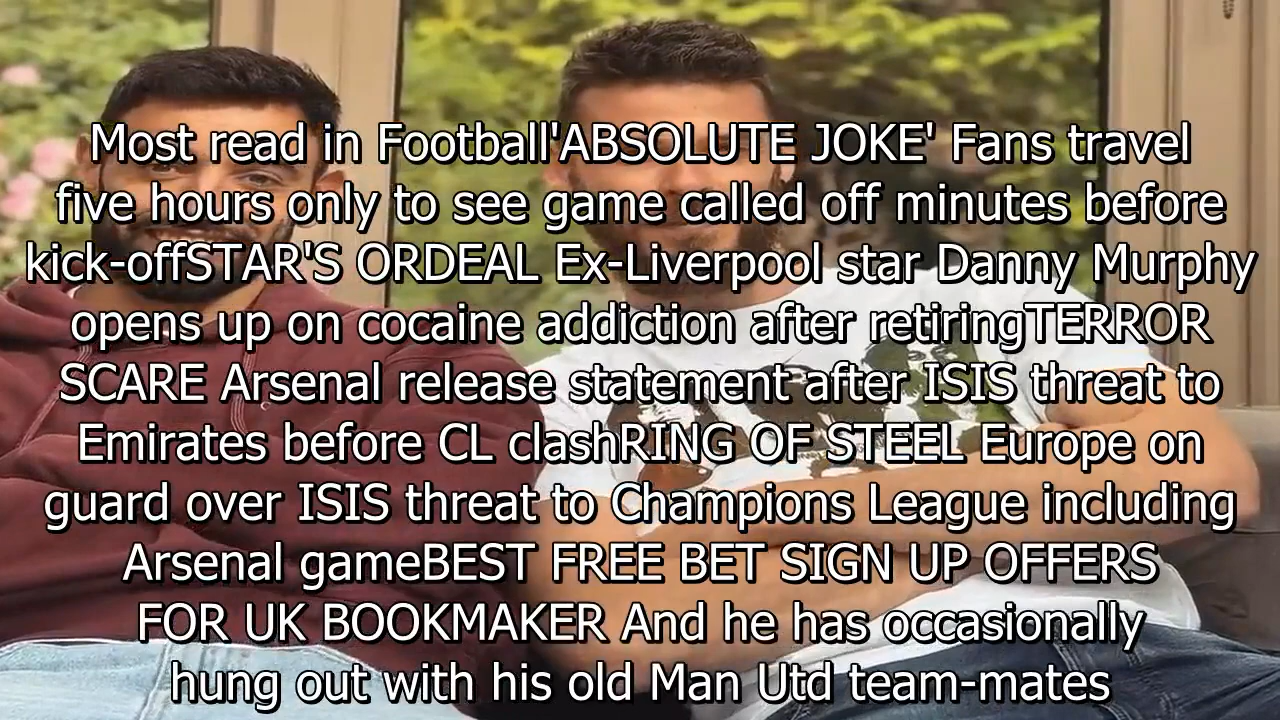 Most read in Football'ABSOLUTE JOKE' Fans travel
five hours only to see game called off minutes before
kick-offSTAR'S ORDEAL Ex-Liverpool star Danny Murphy
opens up on cocaine addiction after retiringTERROR
SCARE Arsenal release statement after ISIS threat to
Emirates before CL clashRING OF STEEL Europe on
guard over ISIS threat to Champions League including
Arsenal gameBEST FREE BET SIGN UP OFFERS
FOR UK BOOKMAKER And he has occasionally
hung out with his old Man Utd team-mates